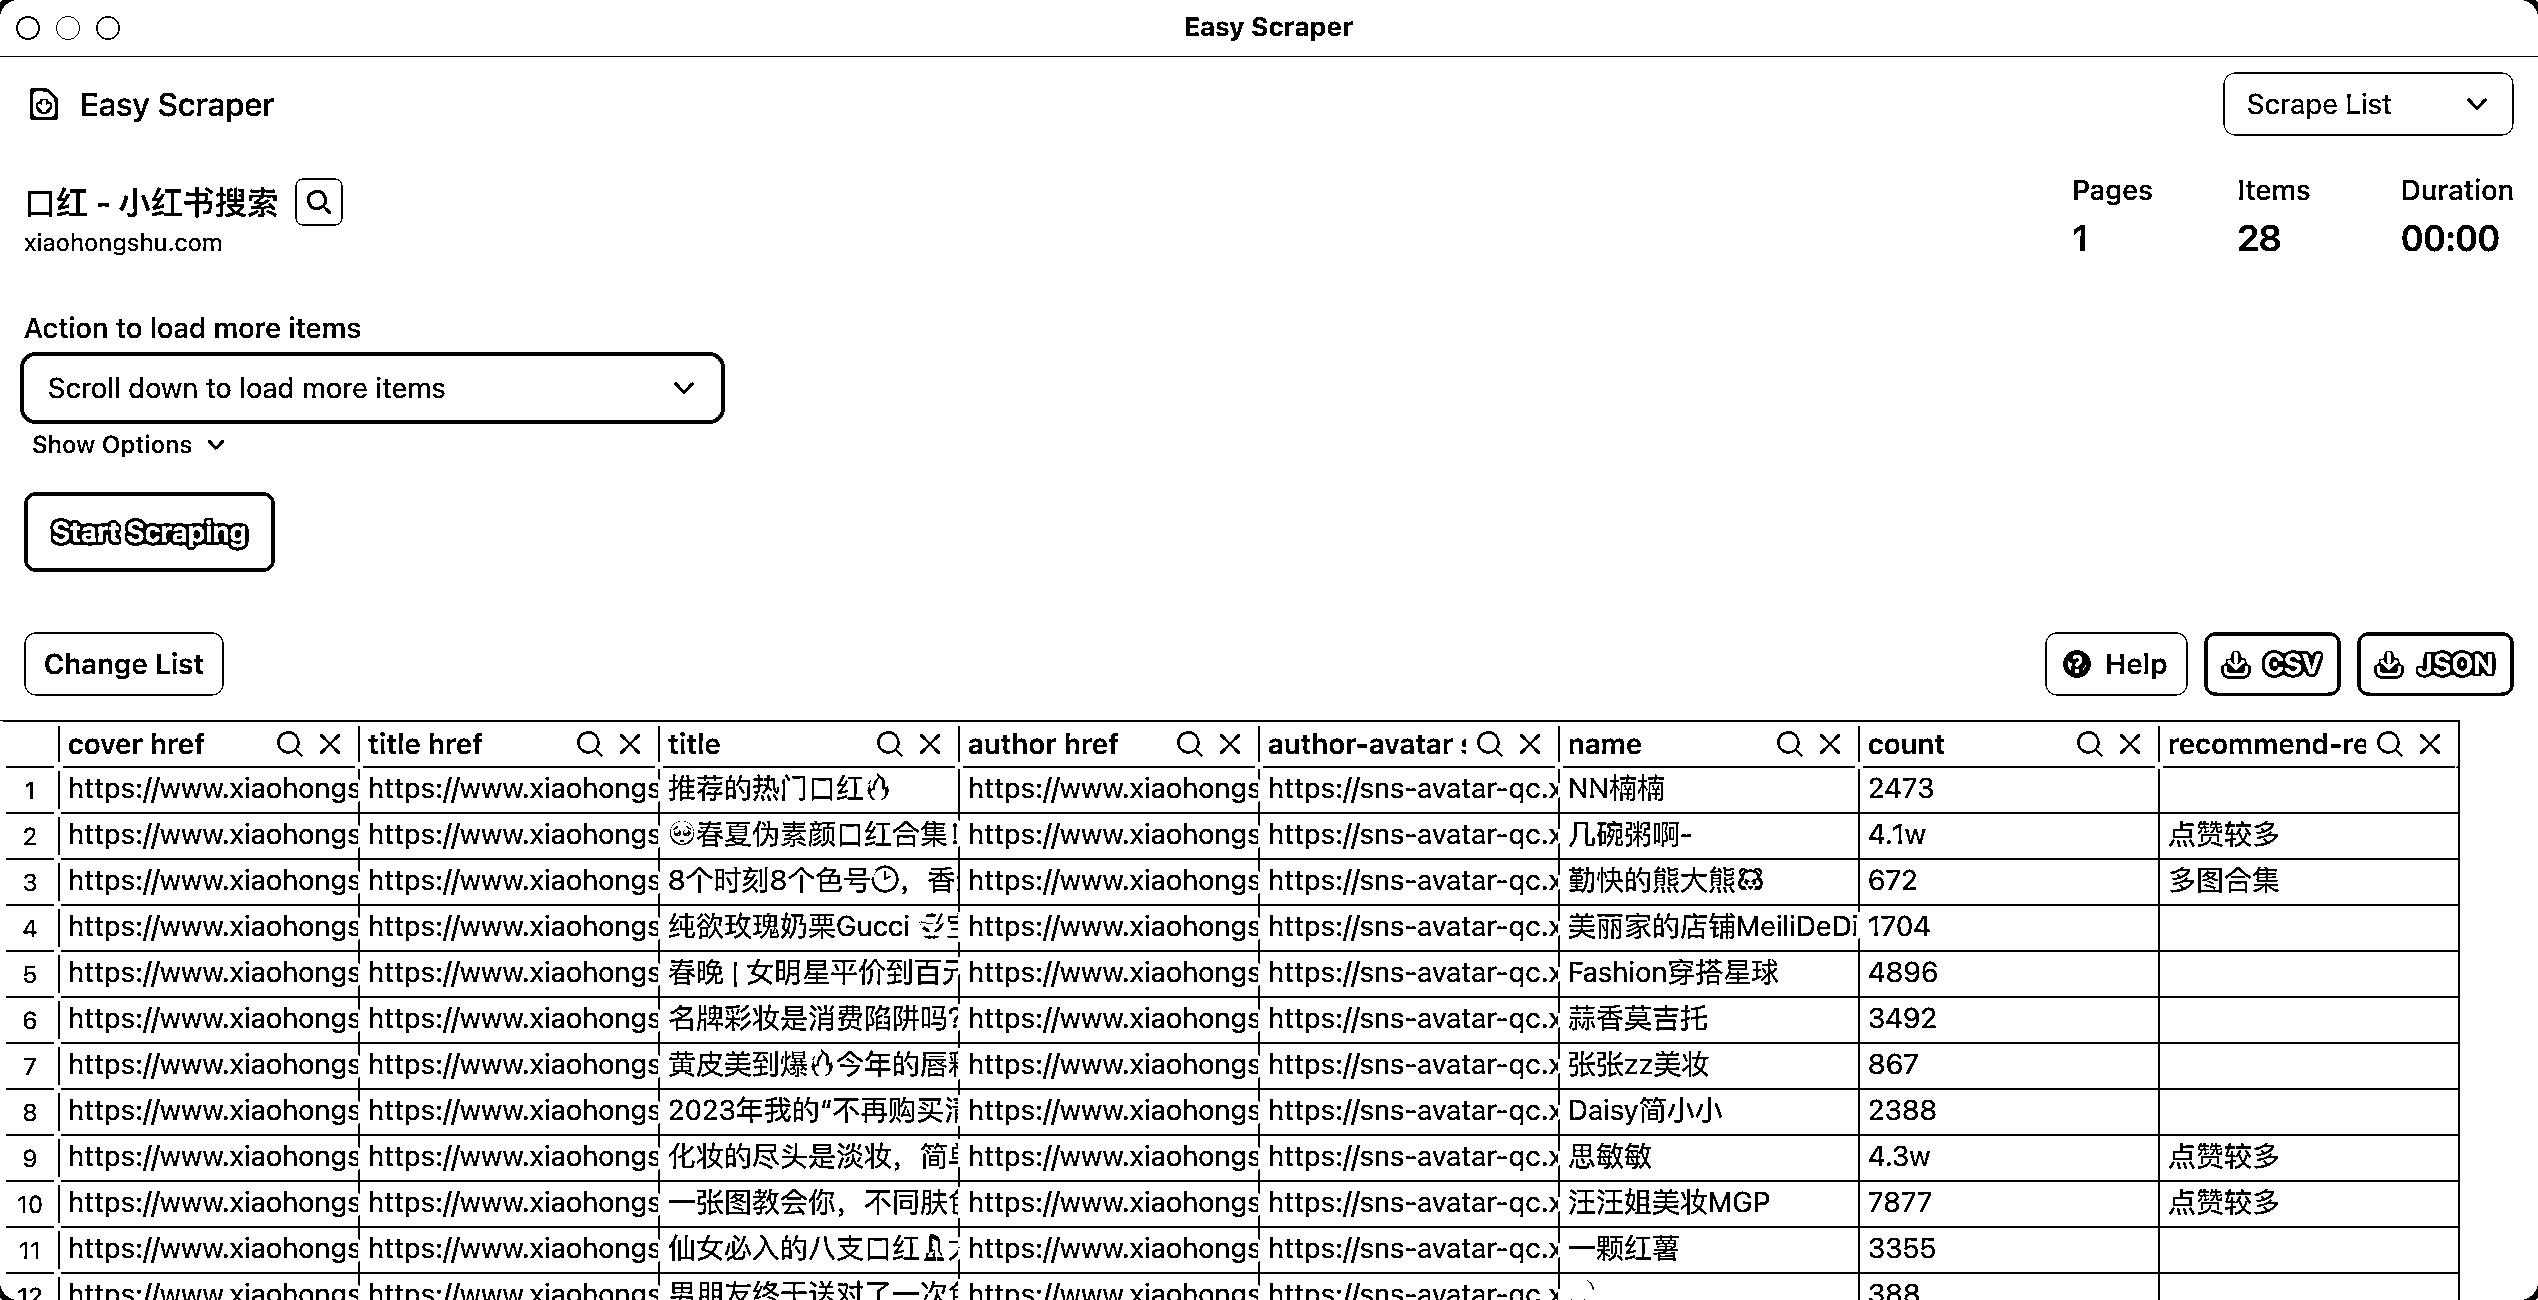 Easy Scraper
Easy Scraper
Scrape List
口红 - 小红书搜索
xiaohongshu.com
Pages Items Duration
1 28 00:00
Action to load more items
Scroll down to load more items
Show Options
Start Scraping
Change List
Help CSV JSON
cover href title href title author href author-avatar name count recommend-re
1 https://www.xiaohongs https://www.xiaohongs 推荐的热门口红🔥 https://www.xiaohongs https://sns-avatar-qc.x NN楠楠 2473
2 https://www.xiaohongs https://www.xiaohongs 🥺春夏伪素颜口红合集! https://www.xiaohongs https://sns-avatar-qc.x 几碗粥啊- 4.1w 点赞较多
3 https://www.xiaohongs https://www.xiaohongs 8个时刻8个色号🕑，香 https://www.xiaohongs https://sns-avatar-qc.x 勤快的熊大熊🐼 672 多图合集
4 https://www.xiaohongs https://www.xiaohongs 纯欲玫瑰奶栗Gucci https://www.xiaohongs https://sns-avatar-qc.x 美丽家的店铺MeiliDeDi 1704
5 https://www.xiaohongs https://www.xiaohongs 春晚 | 女明星平价到百元 https://www.xiaohongs https://sns-avatar-qc.x Fashion穿搭星球 4896
6 https://www.xiaohongs https://www.xiaohongs 名牌彩妆是消费陷阱吗? https://www.xiaohongs https://sns-avatar-qc.x 蒜香莫吉托 3492
7 https://www.xiaohongs https://www.xiaohongs 黄皮美到爆🔥今年的唇 https://www.xiaohongs https://sns-avatar-qc.x 张张zz美妆 867
8 https://www.xiaohongs https://www.xiaohongs 2023年我的“不再购买清 https://www.xiaohongs https://sns-avatar-qc.x Daisy简小小 2388
9 https://www.xiaohongs https://www.xiaohongs 化妆的尽头是淡妆，简单 https://www.xiaohongs https://sns-avatar-qc.x 思敏敏 4.3w 点赞较多
10 https://www.xiaohongs https://www.xiaohongs 一张图教会你，不同肤色 https://www.xiaohongs https://sns-avatar-qc.x 汪汪姐美妆MGP 7877 点赞较多
11 https://www.xiaohongs https://www.xiaohongs 仙女必入的八支口红 https://www.xiaohongs https://sns-avatar-qc.x 一颗红薯 3355
12 https://www.xiaohongs https://www.xiaohongs 男朋友终于送对了一次 https://www.xiaohongs https://sns-avatar-qc.x 388